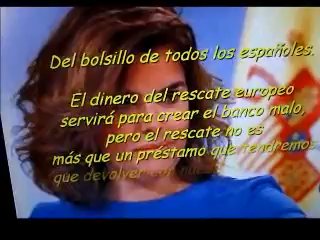 Del bolsillo de todos los españoles.
El dinero del rescate europeo
servirá para crear el banco malo,
pero el rescate no es
más que un préstamo que tendremos
que devolver con